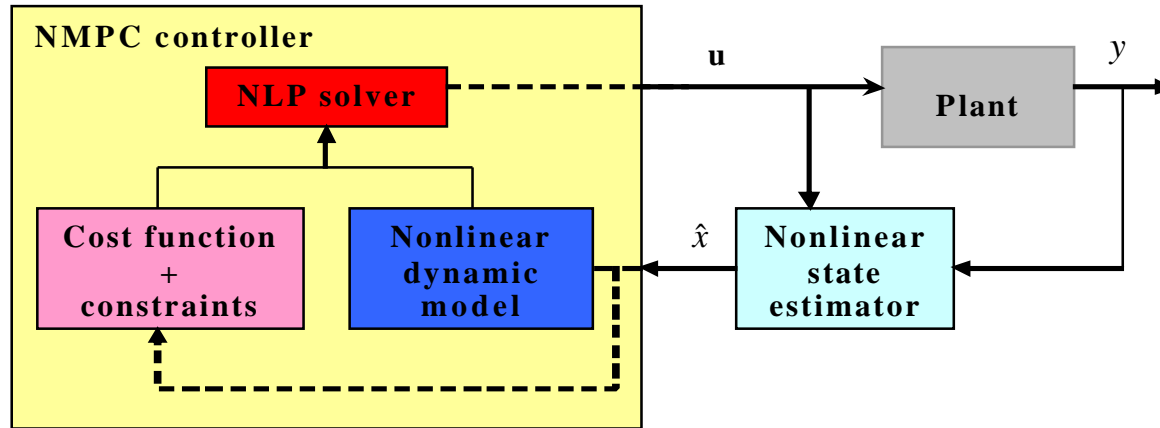 NMPC controller
NLP solver
u
Plant
y
Cost function
+
constraints
Nonlinear
dynamic
model
x̂
Nonlinear
state
estimator